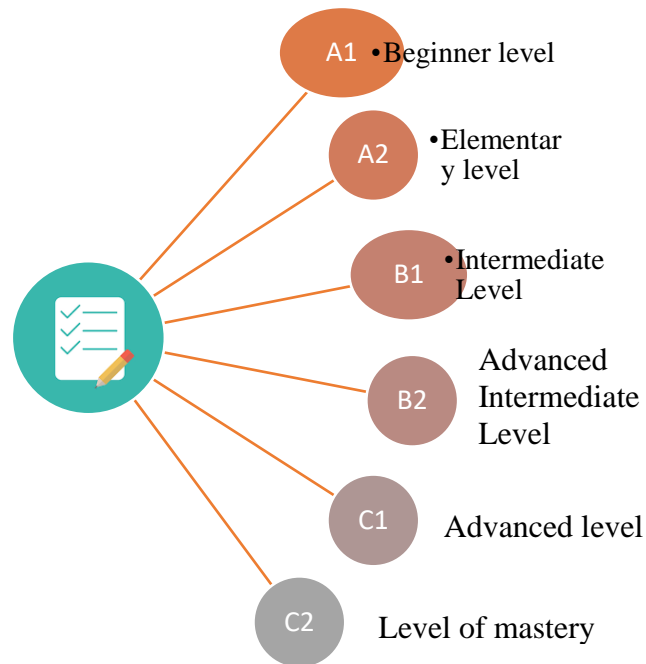 A1 •Beginner level
A2 •Elementar
y level
B1 •Intermediate
Level
B2 Advanced
Intermediate
Level
C1 Advanced level
C2 Level of mastery